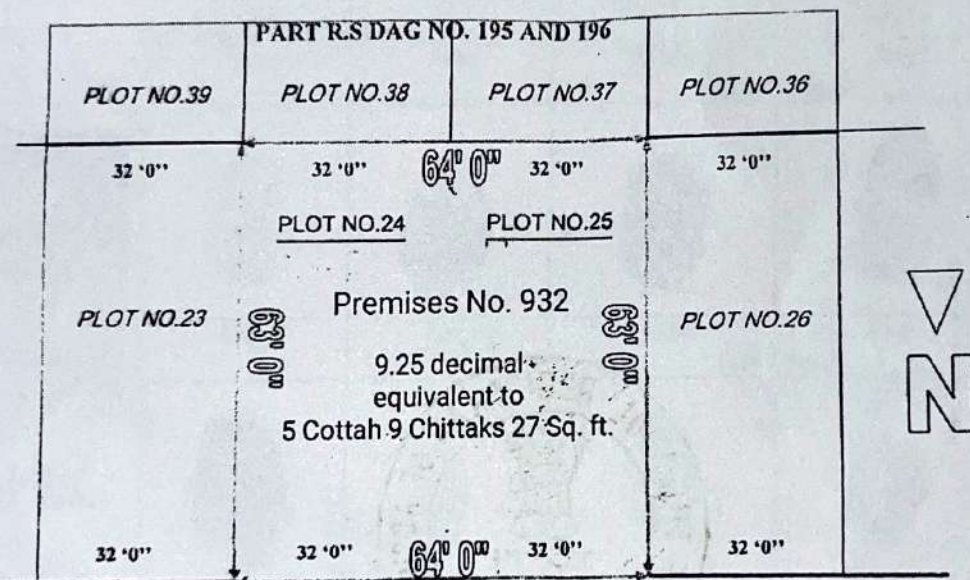 PART R.S DAG NO. 195 AND 196
PLOT NO.39 PLOT NO.38 PLOT NO.37 PLOT NO.36
32 '0'' 32 '0'' 64' 0" 32 '0'' 32 '0''
PLOT NO.24 PLOT NO.25
PLOT NO.23 63' 0" Premises No. 932 63' 0" PLOT NO.26
9.25 decimal
equivalent to
5 Cottah 9 Chittaks 27 Sq. ft.
N
32 '0'' 32 '0'' 64' 0" 32 '0'' 32 '0''